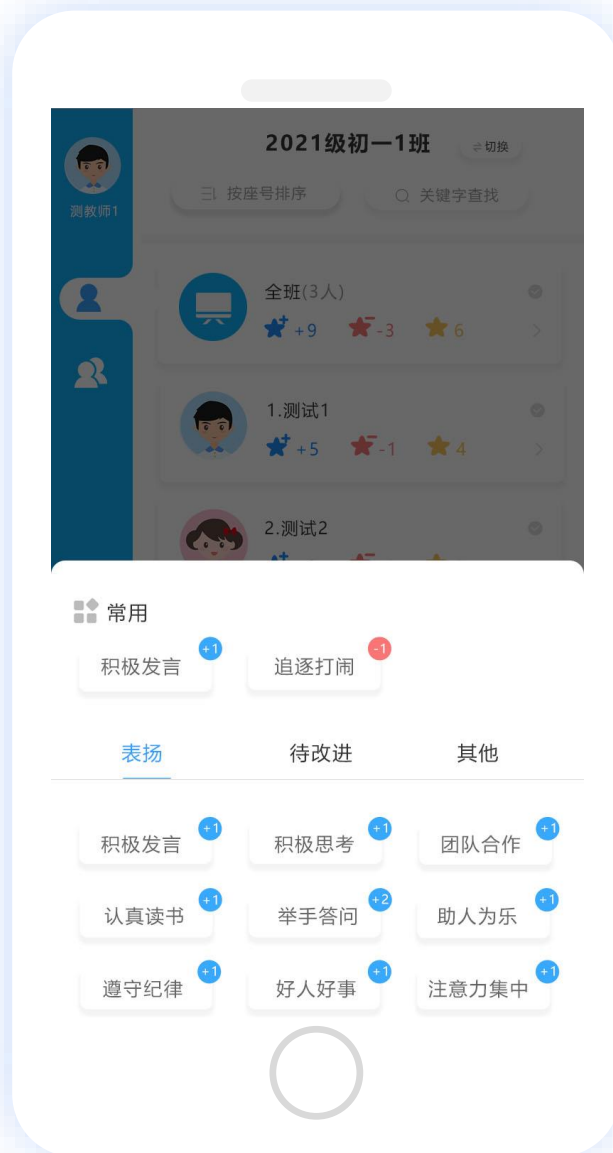 2021级初一1班 切换
测教师1
按座号排序 关键字查找
全班(3人)
+9 -3 6
1.测试1
+5 -1 4
2.测试2
常用
积极发言 +1 追逐打闹 -1
表扬 待改进 其他
积极发言 +1 积极思考 +1 团队合作 +1
认真读书 +1 举手答问 +2 助人为乐 +1
遵守纪律 +1 好人好事 +1 注意力集中 +1